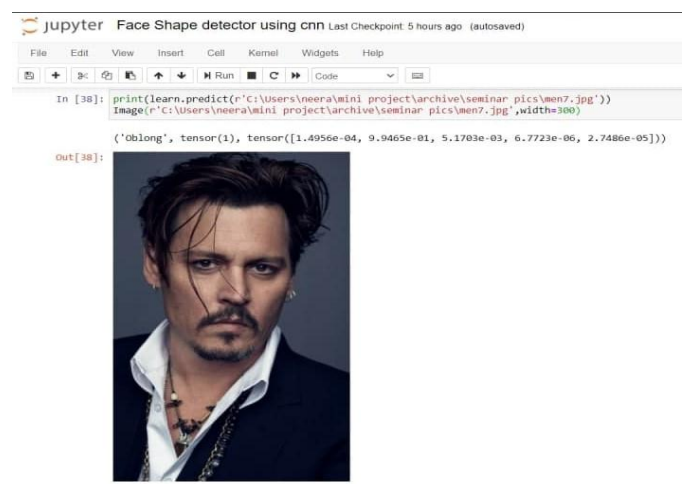 jupyter Face Shape detector using cnn Last Checkpoint: 5 hours ago (autosaved)
File Edit View Insert Cell Kernel Widgets Help
Run Code
In [38]: print(learn.predict(r'C:\Users\neera\mini project\archive\seminar pics\men7.jpg'))
Image(r'C:\Users\neera\mini project\archive\seminar pics\men7.jpg',width=300)
('Oblong', tensor(1), tensor([1.4956e-04, 9.9465e-01, 5.1703e-03, 6.7723e-06, 2.7486e-05]))
Out[38]: